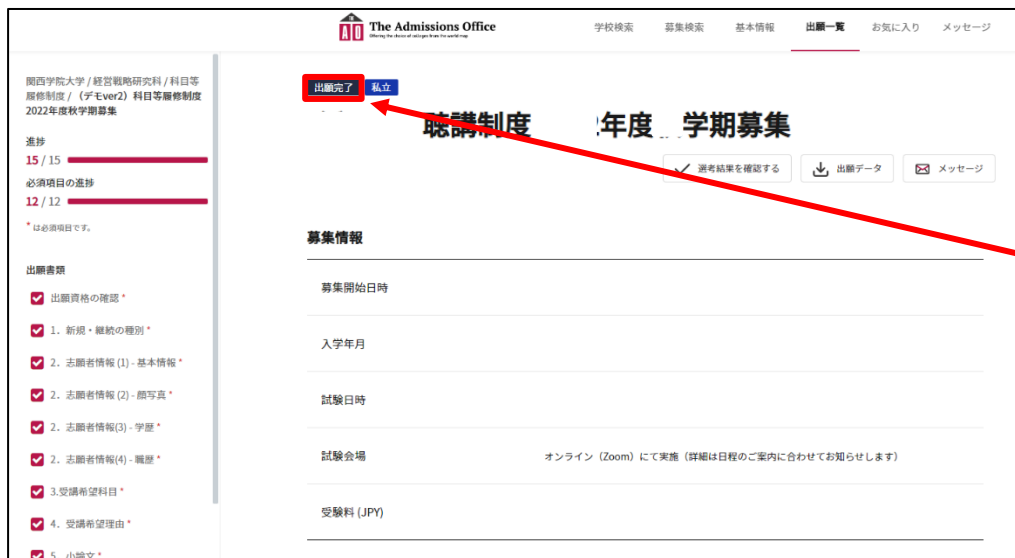 The Admissions Office
Offering the choice of colleges from the world map
学校検索 募集検索 基本情報 出願一覧 お気に入り メッセージ
関西学院大学 / 経営戦略研究科 / 科目等
履修制度 / （デモver2）科目等履修制度
2022年度秋学期募集
進捗
15 / 15
必須項目の進捗
12 / 12
* は必須項目です。
出願書類
出願資格の確認 *
1．新規・継続の種別 *
2．志願者情報 (1) - 基本情報 *
2．志願者情報 (2) - 顔写真 *
2．志願者情報(3) - 学歴 *
2．志願者情報(4) - 職歴 *
3.受講希望科目 *
4．受講希望理由 *
5．小論文 *
出願完了 私立
聴講制度 年度 学期募集
選考結果を確認する 出願データ メッセージ
募集情報
募集開始日時
入学年月
試験日時
試験会場 オンライン（Zoom）にて実施（詳細は日程のご案内に合わせてお知らせします）
受験料 (JPY)